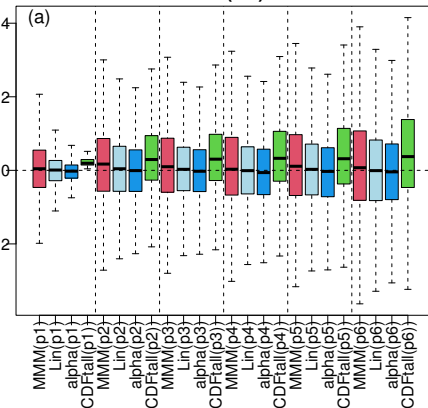 (a)
4
2
0
2
MMM(p1)
Lin(p1)
alpha(p1)
CDFtall(p1))
MMM(p2)
Lin(p2)
alpha(p2)
CDFtall(p2))
MMM(p3)
Lin(p3)
alpha(p3)
CDFtall(p3))
MMM(p4)
Lin(p4)
alpha(p4)
CDFtall(p4))
MMM(p5)
Lin(p5)
alpha(p5)
CDFtall(p5))
MMM(p6)
Lin(p6)
alpha(p6)
CDFtall(p6))